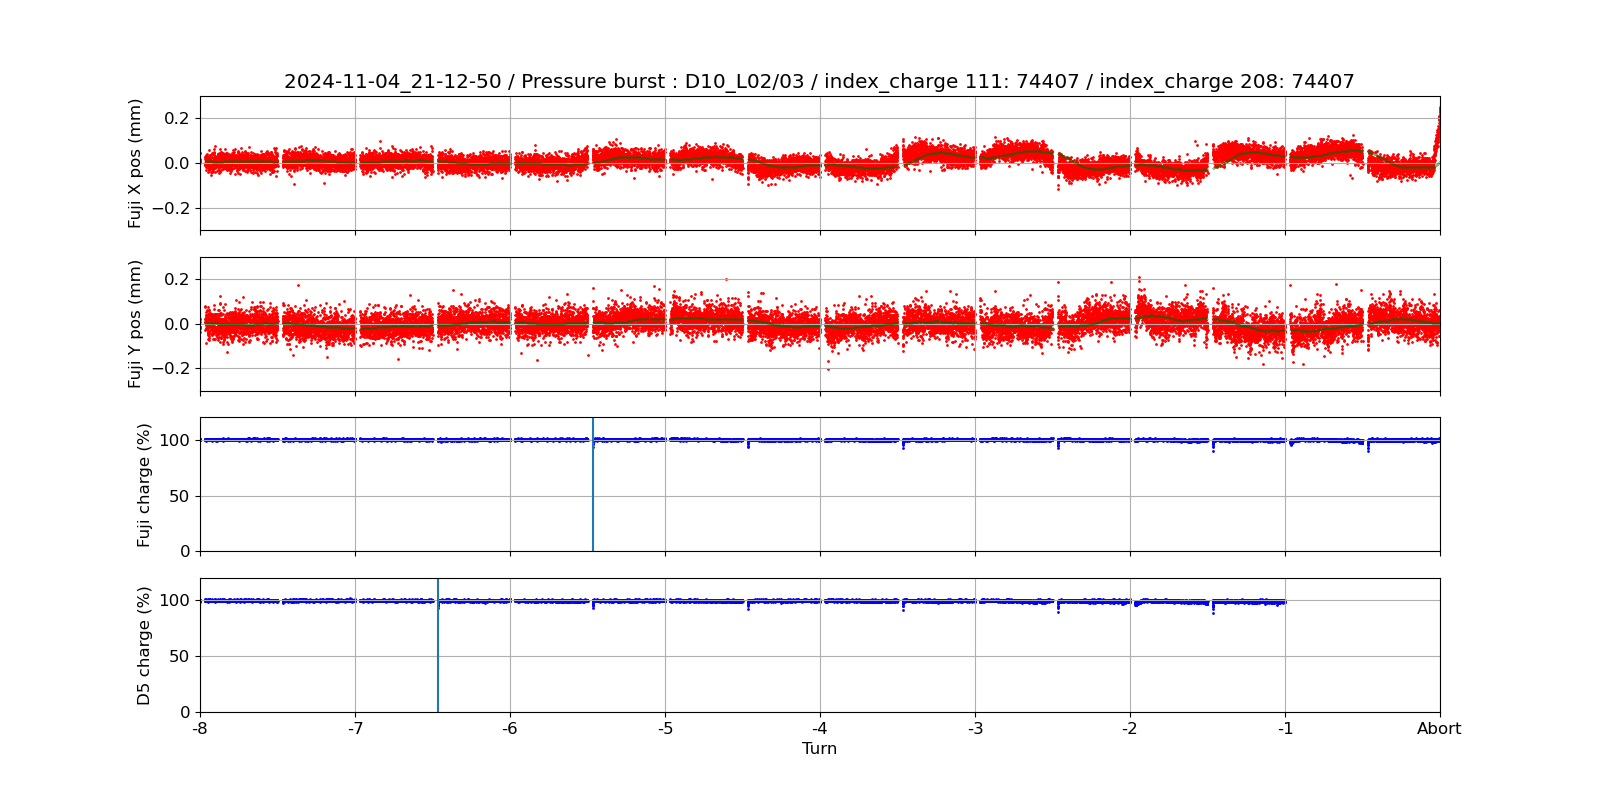 2024-11-04_21-12-50 / Pressure burst : D10_L02/03 / index_charge 111: 74407 / index_charge 208: 74407
Fuji X pos (mm)
0.2
0.0
−0.2
Fuji Y pos (mm)
0.2
0.0
−0.2
Fuji charge (%)
100
50
0
D5 charge (%)
100
50
0
-8 -7 -6 -5 -4 -3 -2 -1 Abort
Turn